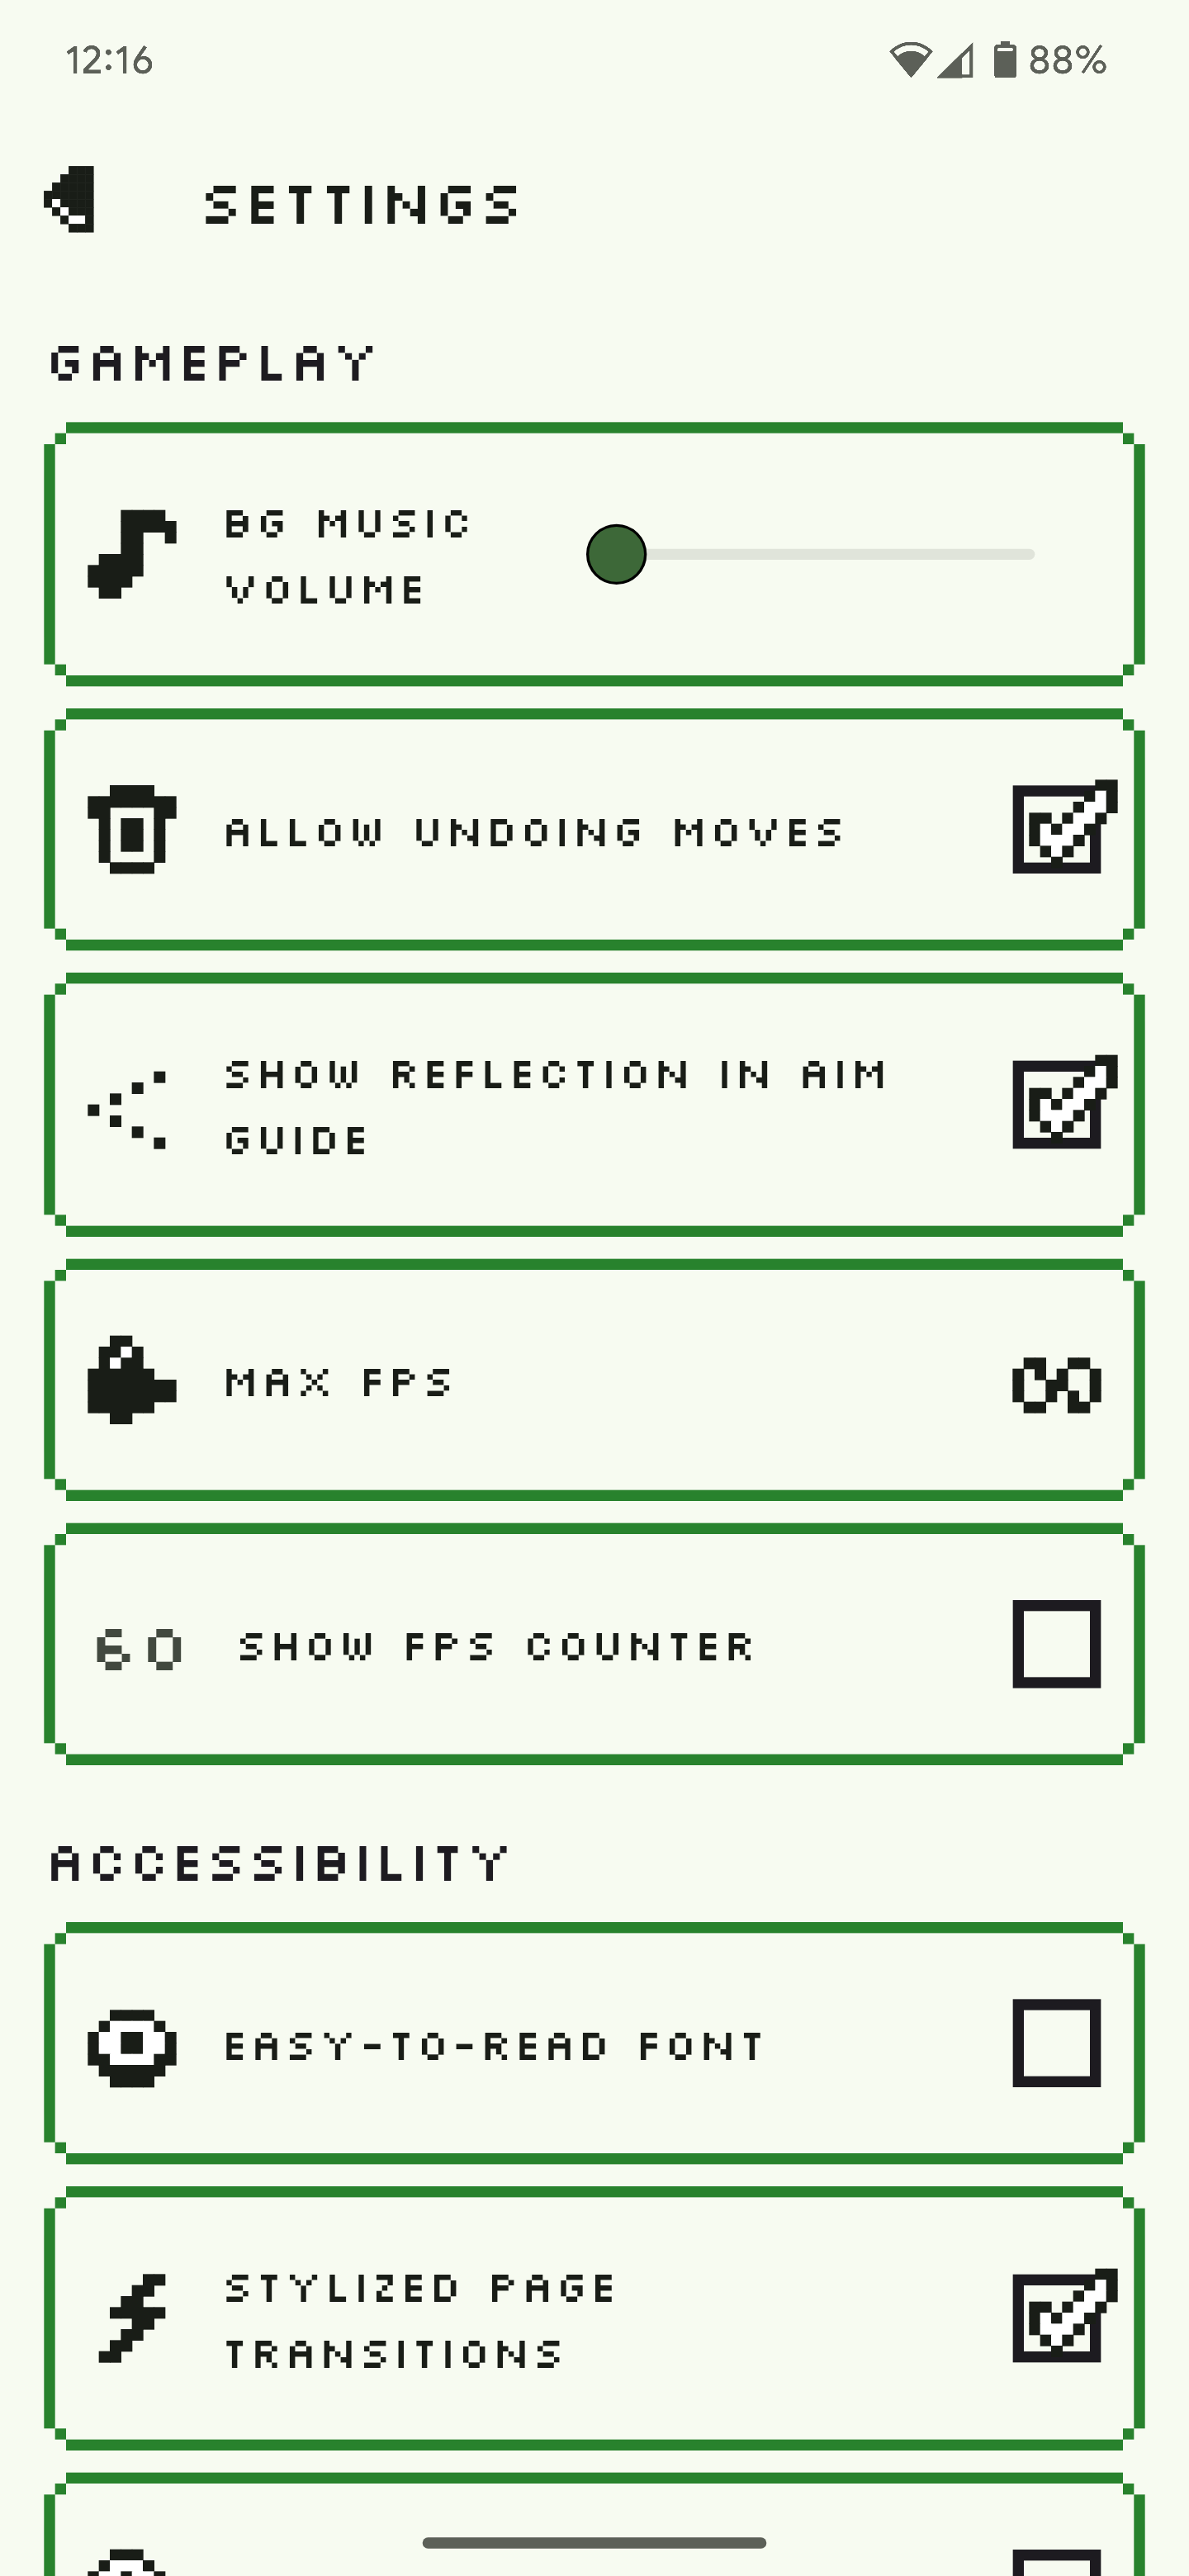 12:16
88%
SETTINGS
GAMEPLAY
BG MUSIC
VOLUME
ALLOW UNDOING MOVES
SHOW REFLECTION IN AIM
GUIDE
MAX FPS
∞
60 SHOW FPS COUNTER
ACCESSIBILITY
EASY-TO-READ FONT
STYLIZED PAGE
TRANSITIONS